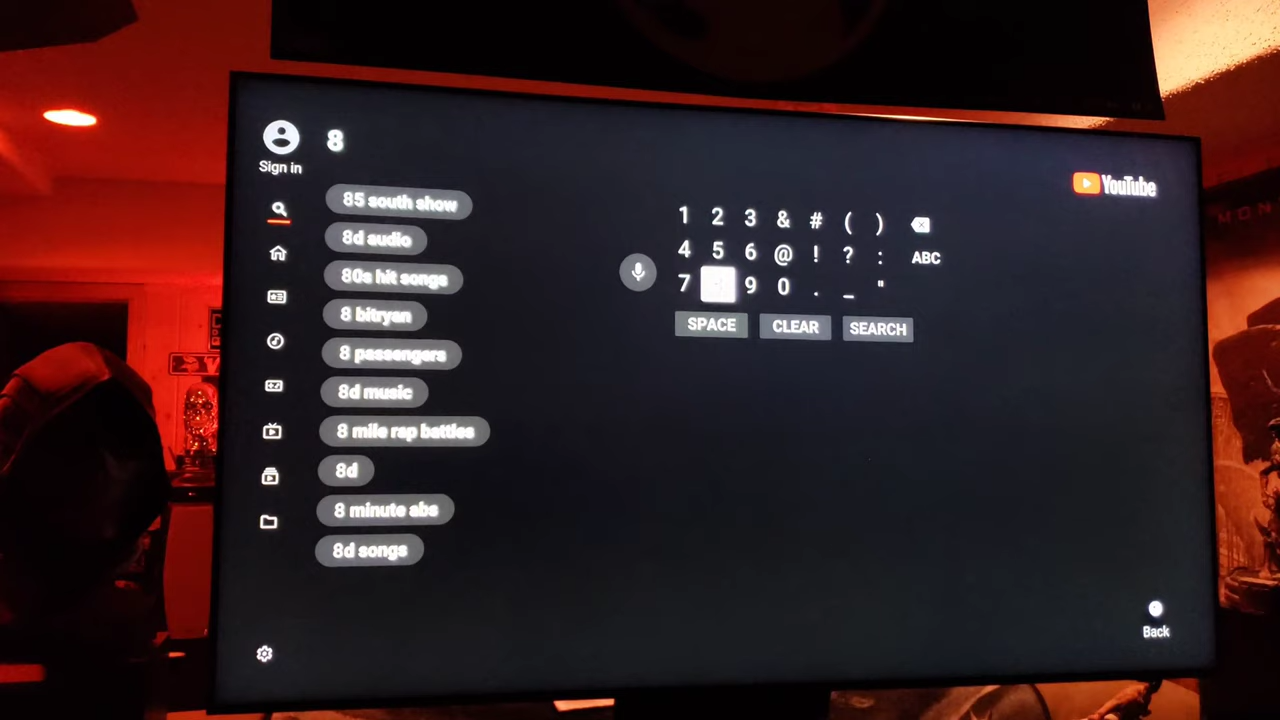 8
Sign in
YouTube
85 south show
8d audio
80s hit songs
8 bitryan
8 passengers
8d music
8 mile rap battles
8d
8 minute abs
8d songs
1 2 3 & # ( )
4 5 6 @ ! ? : ABC
7 8 9 0 . _ "
SPACE CLEAR SEARCH
Back
MON